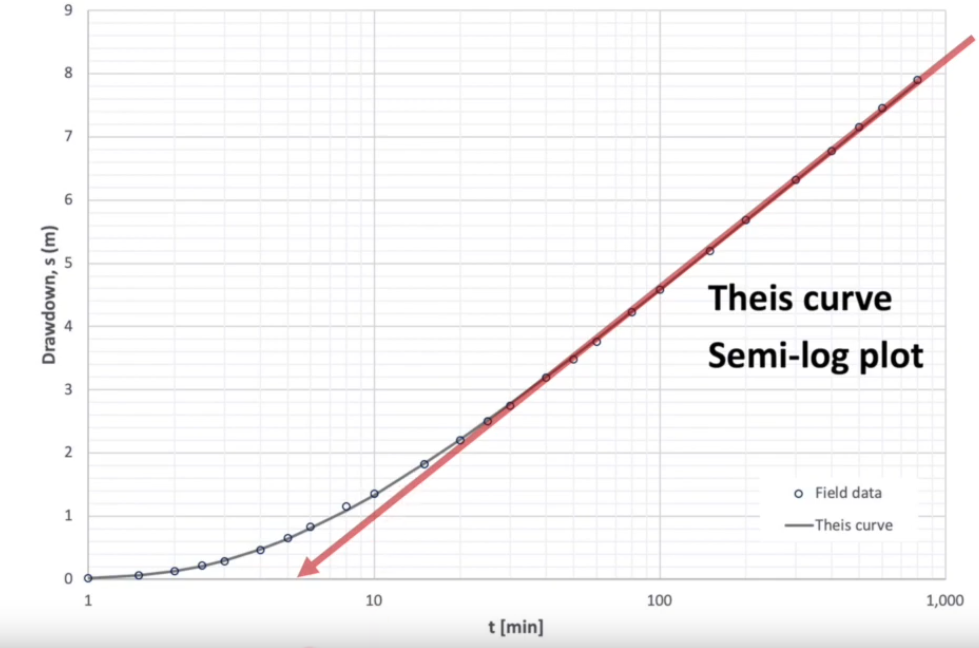 9
8
7
6
5
4
3
2
1
0
Drawdown, s (m)
Theis curve
Semi-log plot
Field data
Theis curve
1 10 100 1,000
t [min]